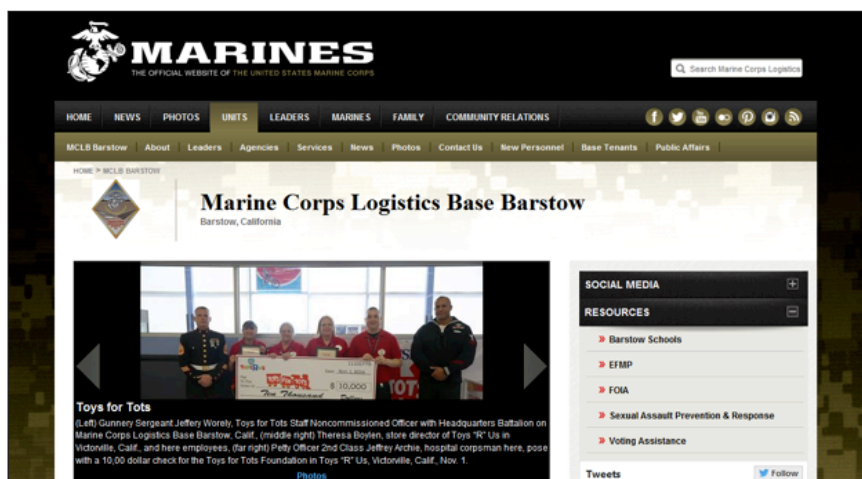 MARINES
THE OFFICIAL WEBSITE OF THE UNITED STATES MARINE CORPS
Search Marine Corps Logistics
HOME NEWS PHOTOS UNITS LEADERS MARINES FAMILY COMMUNITY RELATIONS
MCLB Barstow About Leaders Agencies Services News Photos Contact Us New Personnel Base Tenants Public Affairs
HOME > MCLB BARSTOW
Marine Corps Logistics Base Barstow
Barstow, California
SOCIAL MEDIA
RESOURCES
» Barstow Schools
» EFMP
» FOIA
» Sexual Assault Prevention & Response
» Voting Assistance
Tweets
Follow
$ 10,000
Ten Thousand
TOTS
Toys for Tots
(Left) Gunnery Sergeant Jeffery Worely, Toys for Tots Staff Noncommissioned Officer with Headquarters Battalion on
Marine Corps Logistics Base Barstow, Calif., (middle right) Theresa Boylen, store director of Toys "R" Us in
Victorville, Calif., and here employees, (far right) Petty Officer 2nd Class Jeffrey Archie, hospital corpsman here, pose
with a 10,00 dollar check for the Toys for Tots Foundation in Toys "R" Us, Victorville, Calif., Nov. 1.
Photos